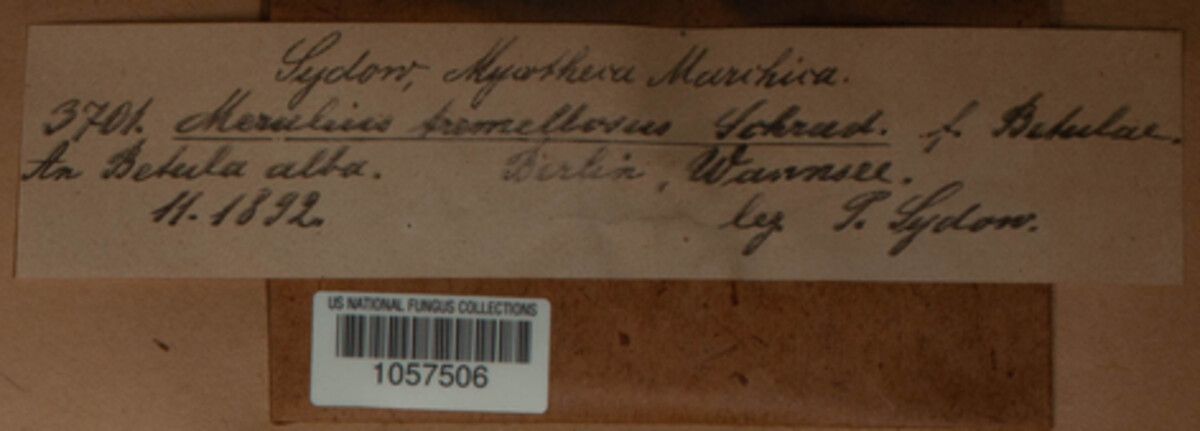 Sydow, Mycotheca Marchica.
3701. Merulius tremellosus Schrad. f. Betulae.
An Betula alba. Berlin, Wannsee.
11. 1892. leg. P. Sydow.
US NATIONAL FUNGUS COLLECTIONS
1057506